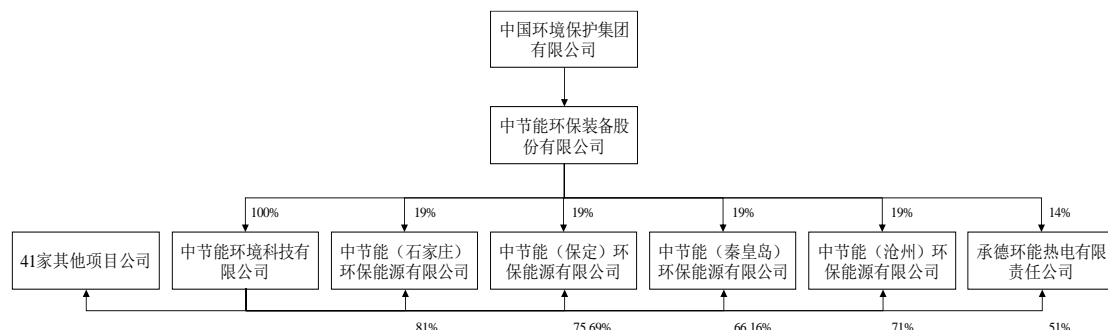 中国环境保护集团
有限公司
中节能环保装备股
份有限公司
100%
19%
19%
19%
19%
14%
41家其他项目公司
中节能环境科技有
限公司
中节能（石家庄）
环保能源有限公司
中节能（保定）环
保能源有限公司
中节能（秦皇岛）
环保能源有限公司
中节能（沧州）环
保能源有限公司
承德环能热电有限
责任公司
81%
75.69%
66.16%
71%
51%